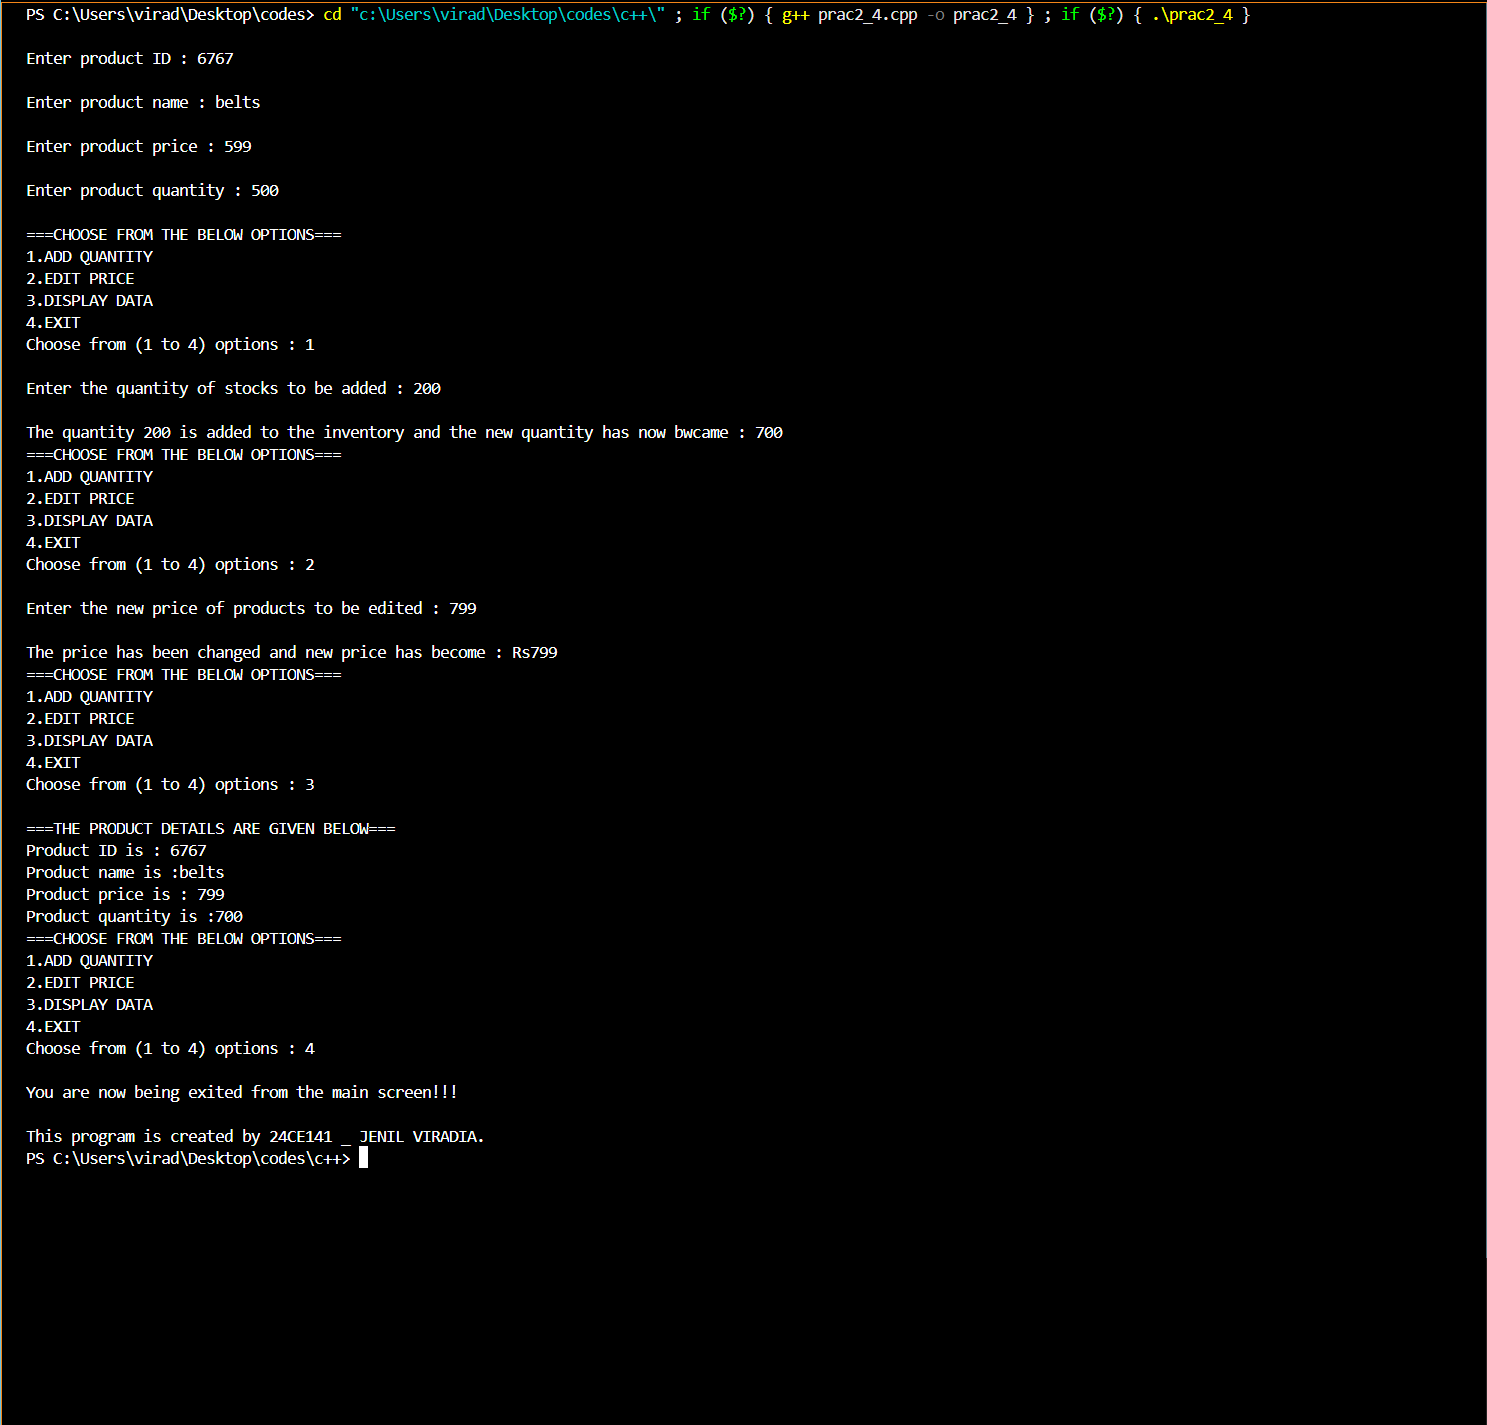 PS C:\Users\virad\Desktop\codes> cd "c:\Users\virad\Desktop\codes\c++\" ; if ($?) { g++ prac2_4.cpp -o prac2_4 } ; if ($?) { .\prac2_4 }
Enter product ID : 6767
Enter product name : belts
Enter product price : 599
Enter product quantity : 500
===CHOOSE FROM THE BELOW OPTIONS===
1.ADD QUANTITY
2.EDIT PRICE
3.DISPLAY DATA
4.EXIT
Choose from (1 to 4) options : 1
Enter the quantity of stocks to be added : 200
The quantity 200 is added to the inventory and the new quantity has now bwcame : 700
===CHOOSE FROM THE BELOW OPTIONS===
1.ADD QUANTITY
2.EDIT PRICE
3.DISPLAY DATA
4.EXIT
Choose from (1 to 4) options : 2
Enter the new price of products to be edited : 799
The price has been changed and new price has become : Rs799
===CHOOSE FROM THE BELOW OPTIONS===
1.ADD QUANTITY
2.EDIT PRICE
3.DISPLAY DATA
4.EXIT
Choose from (1 to 4) options : 3
===THE PRODUCT DETAILS ARE GIVEN BELOW===
Product ID is : 6767
Product name is :belts
Product price is : 799
Product quantity is :700
===CHOOSE FROM THE BELOW OPTIONS===
1.ADD QUANTITY
2.EDIT PRICE
3.DISPLAY DATA
4.EXIT
Choose from (1 to 4) options : 4
You are now being exited from the main screen!!!
This program is created by 24CE141 _ JENIL VIRADIA.
PS C:\Users\virad\Desktop\codes\c++>